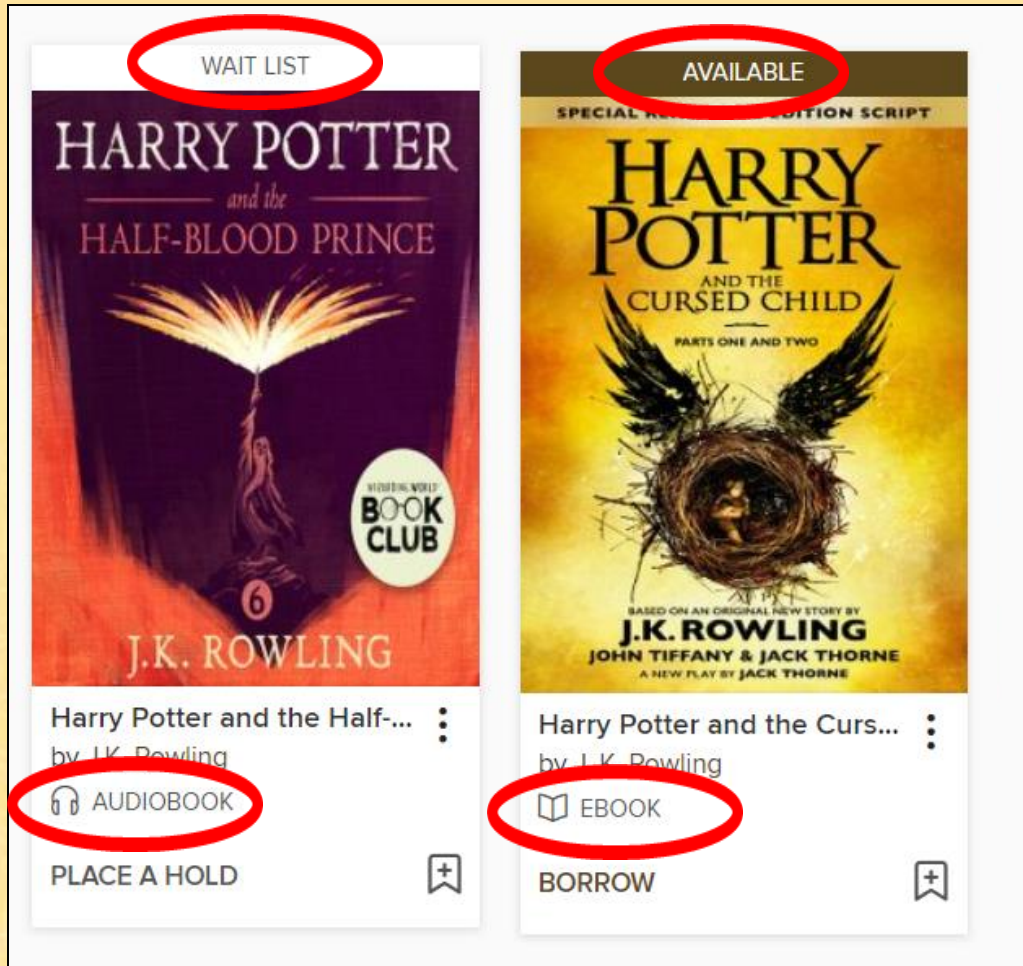 WAIT LIST
HARRY POTTER
and the
HALF-BLOOD PRINCE
WIZARDING WORLD
BOOK
CLUB
6
J.K. ROWLING
Harry Potter and the Half-...
by J.K. Rowling
AUDIOBOOK
PLACE A HOLD
AVAILABLE
SPECIAL EDITION SCRIPT
HARRY
POTTER
AND THE
CURSED CHILD
PARTS ONE AND TWO
BASED ON AN ORIGINAL NEW STORY BY
J.K. ROWLING
JOHN TIFFANY & JACK THORNE
A NEW PLAY BY JACK THORNE
Harry Potter and the Curs...
by J. K. Rowling
EBOOK
BORROW